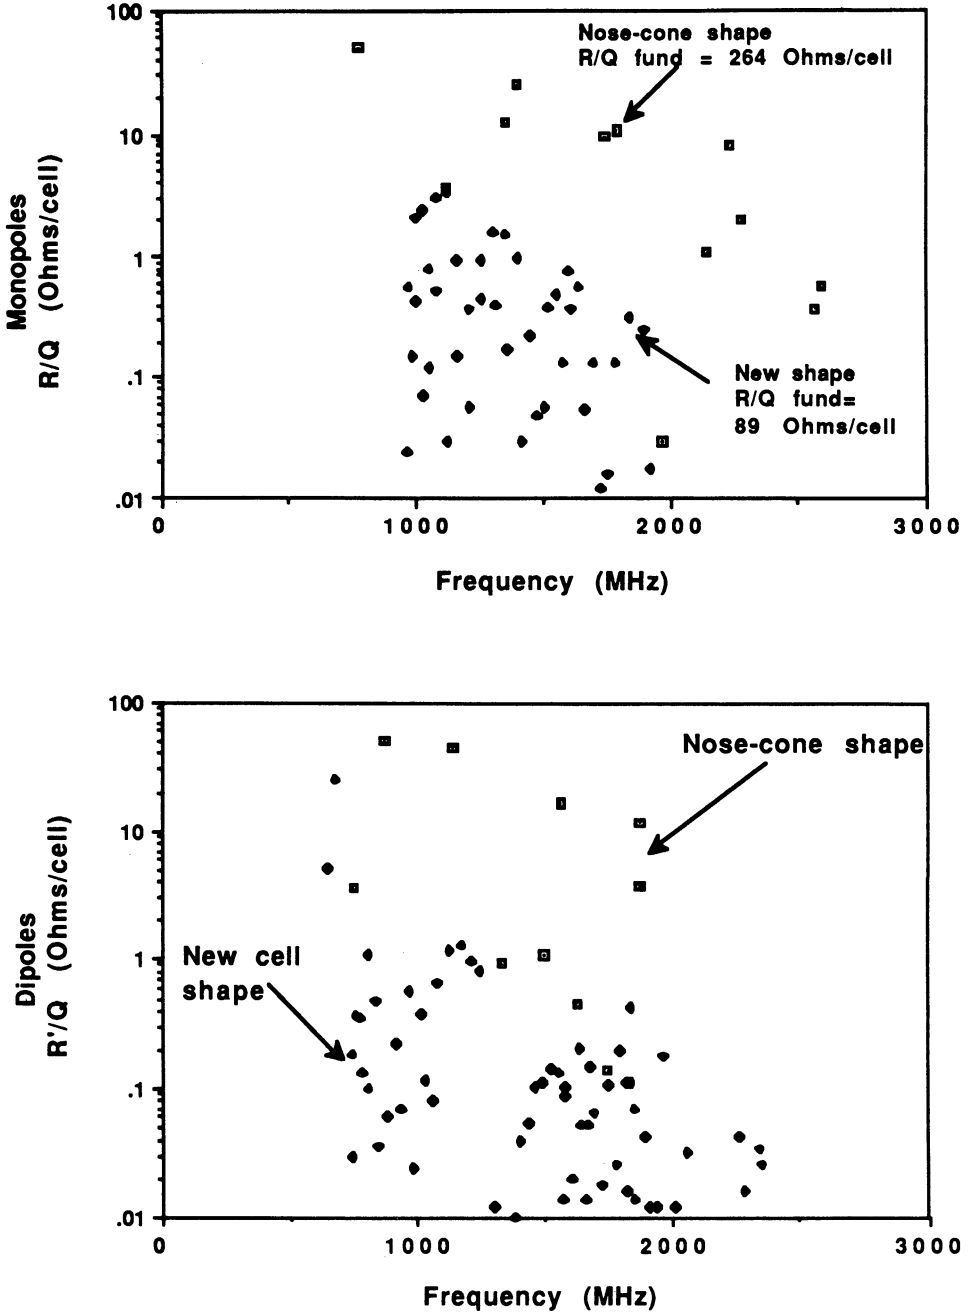 100
10
1
.1
.01
0
1000
2000
3000
Monopoles
R/Q (Ohms/cell)
Nose-cone shape
R/Q fund = 264 Ohms/cell
New shape
R/Q fund=
89 Ohms/cell
Frequency (MHz)
100
10
1
.1
.01
0
1000
2000
3000
Dipoles
R'/Q (Ohms/cell)
Nose-cone shape
New cell
shape
Frequency (MHz)